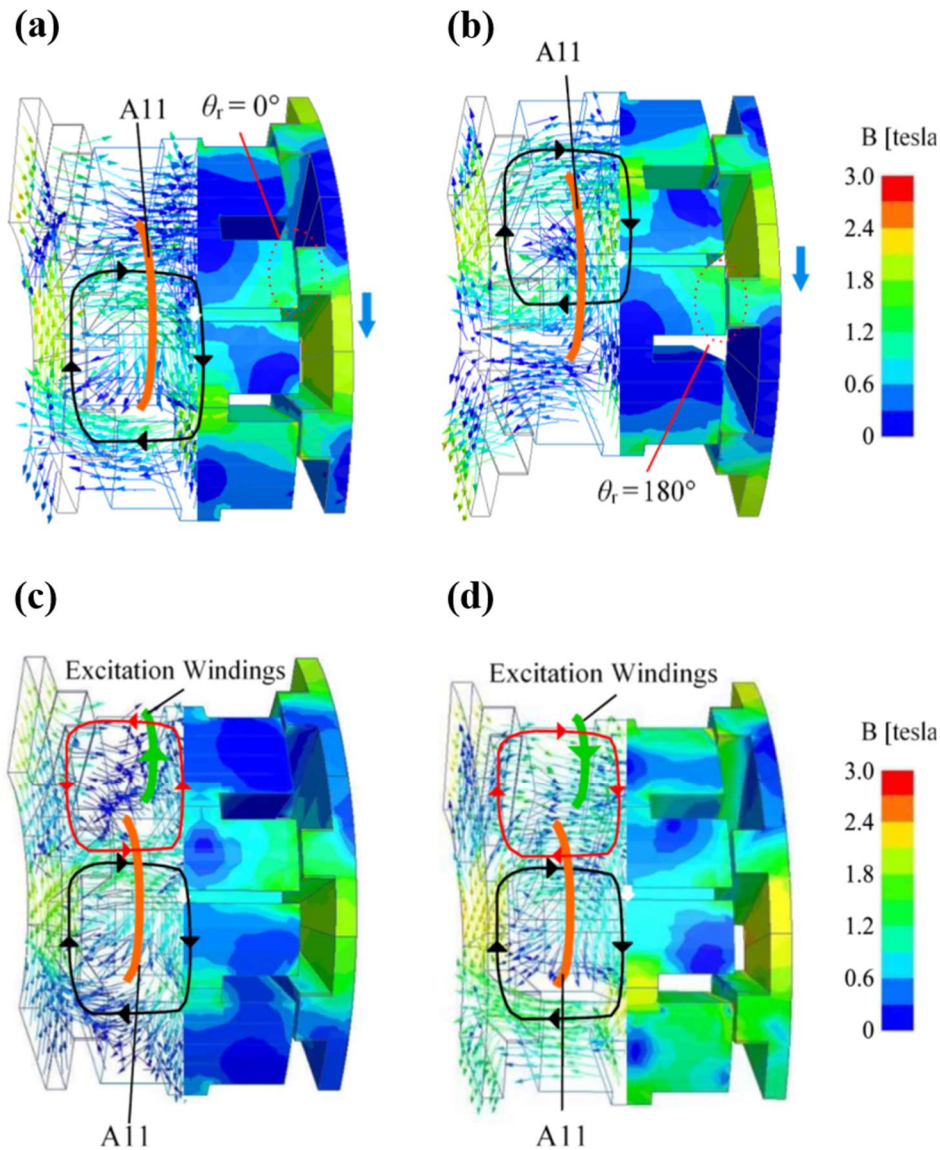 (a)
(b)
A11
θr = 0°
A11
B [tesla
3.0
2.4
1.8
1.2
0.6
0
θr = 180°
(c)
(d)
Excitation Windings
Excitation Windings
B [tesla
3.0
2.4
1.8
1.2
0.6
0
A11
A11